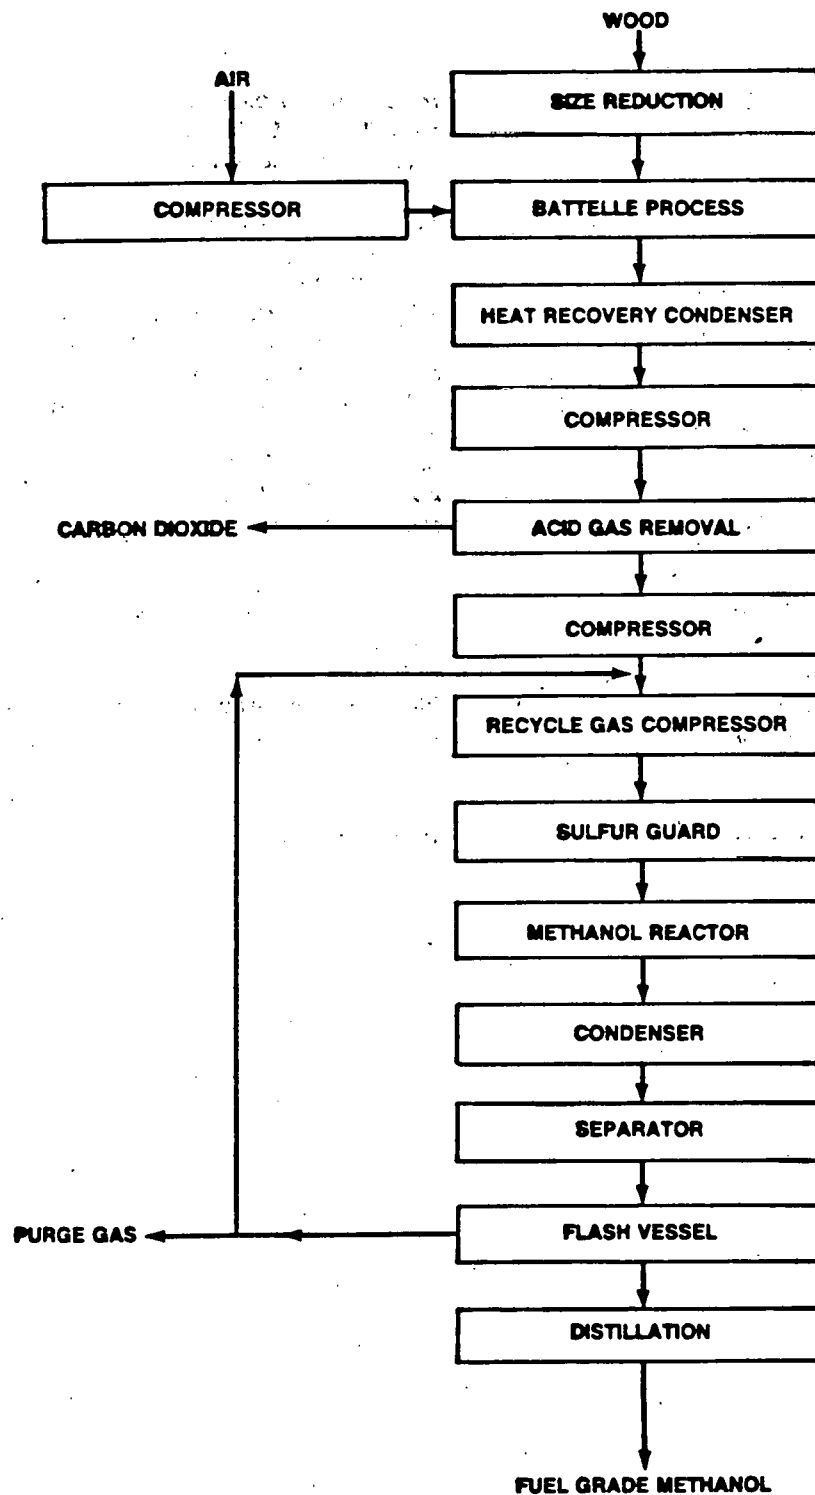 WOOD
AIR
SIZE REDUCTION
COMPRESSOR
BATTELLE PROCESS
HEAT RECOVERY CONDENSER
COMPRESSOR
CARBON DIOXIDE
ACID GAS REMOVAL
COMPRESSOR
RECYCLE GAS COMPRESSOR
SULFUR GUARD
METHANOL REACTOR
CONDENSER
SEPARATOR
PURGE GAS
FLASH VESSEL
DISTILLATION
FUEL GRADE METHANOL